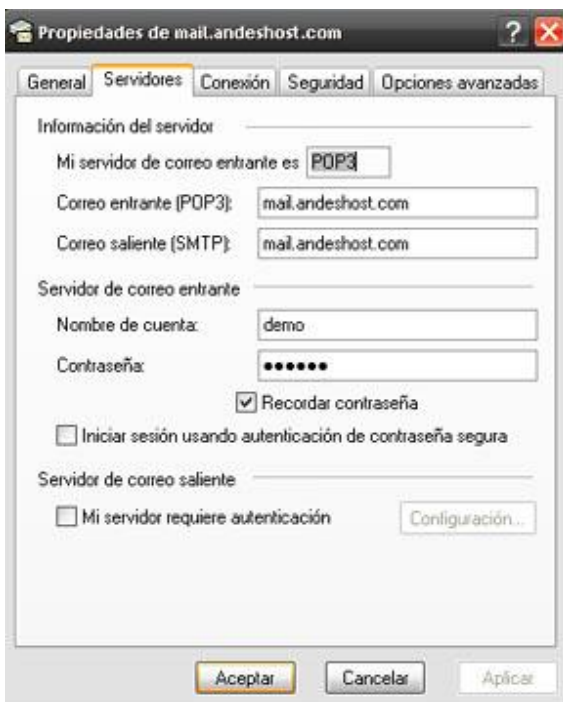 Propiedades de mail.andeshost.com
General Servidores Conexión Seguridad Opciones avanzadas
Información del servidor
Mi servidor de correo entrante es POP3
Correo entrante (POP3): mail.andeshost.com
Correo saliente (SMTP): mail.andeshost.com
Servidor de correo entrante
Nombre de cuenta: demo
Contraseña: ●●●●●●
Recordar contraseña
Iniciar sesión usando autenticación de contraseña segura
Servidor de correo saliente
Mi servidor requiere autenticación Configuración...
Aceptar Cancelar Aplicar